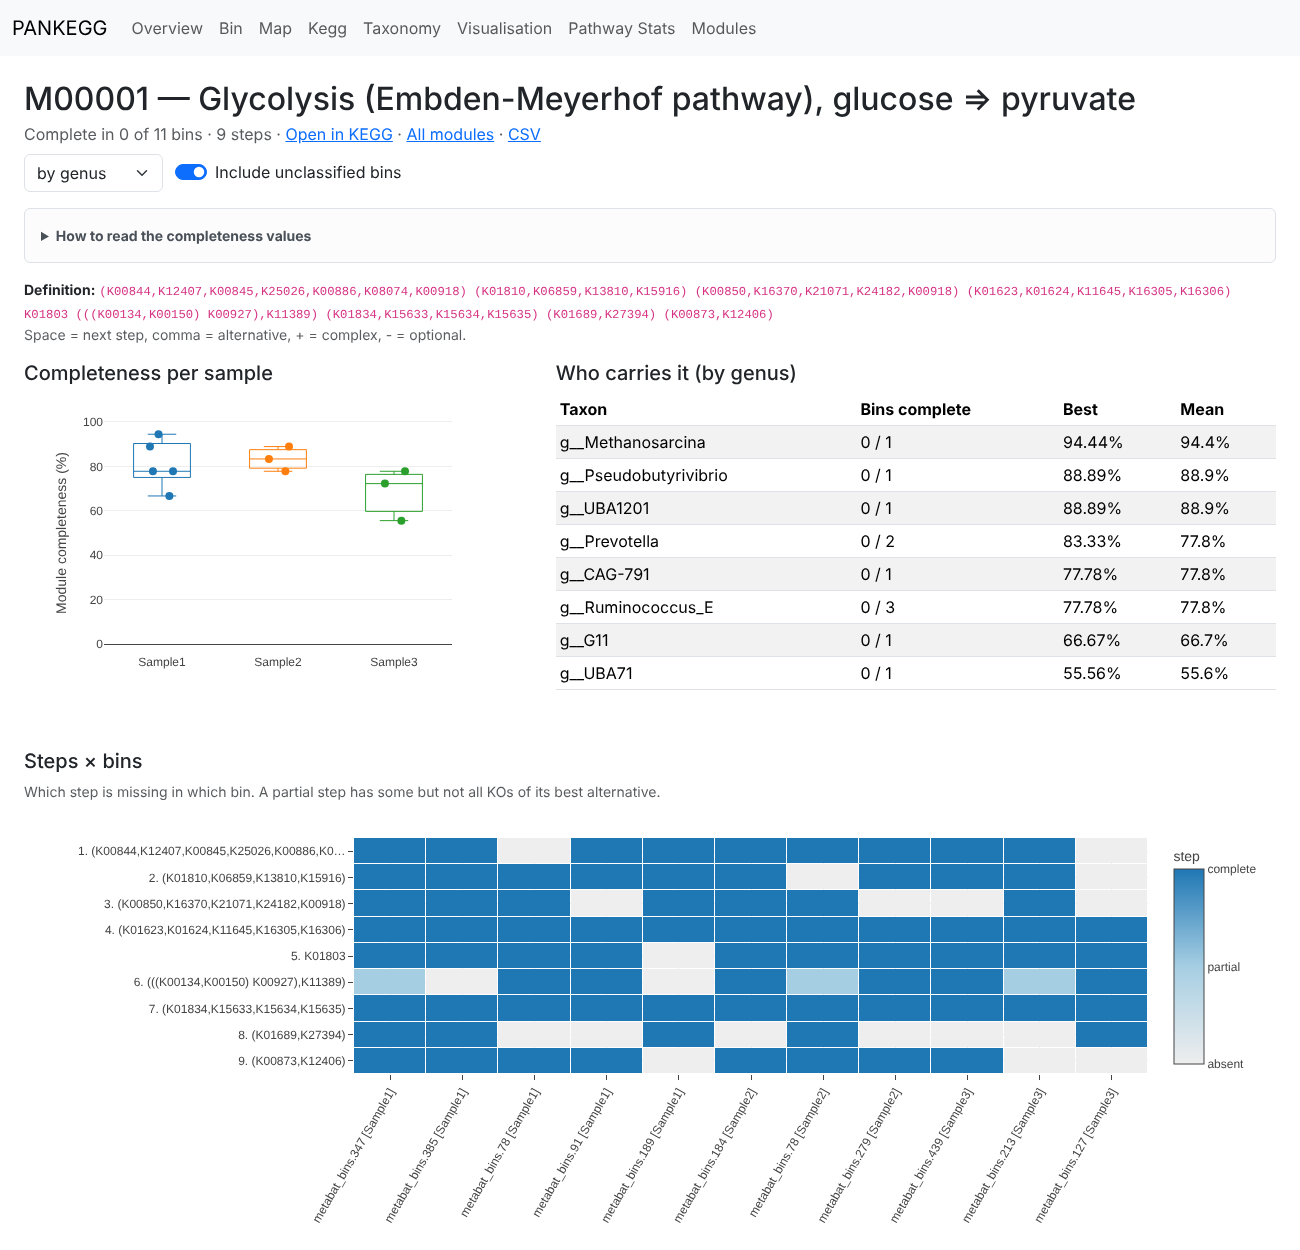 PANKEGG Overview Bin Map Kegg Taxonomy Visualisation Pathway Stats Modules
M00001 — Glycolysis (Embden-Meyerhof pathway), glucose => pyruvate
Complete in 0 of 11 bins · 9 steps · Open in KEGG · All modules · CSV
by genus Include unclassified bins
▶ How to read the completeness values
Definition: (K00844,K12407,K00845,K25026,K00886,K08074,K00918) (K01810,K06859,K13810,K15916) (K00850,K16370,K21071,K24182,K00918) (K01623,K01624,K11645,K16305,K16306)
K01803 (((K00134,K00150) K00927),K11389) (K01834,K15633,K15634,K15635) (K01689,K27394) (K00873,K12406)
Space = next step, comma = alternative, + = complex, - = optional.
Completeness per sample
Module completeness (%)
100
80
60
40
20
0
Sample1 Sample2 Sample3
Who carries it (by genus)
Taxon Bins complete Best Mean
g__Methanosarcina 0 / 1 94.44% 94.4%
g__Pseudobutyrivibrio 0 / 1 88.89% 88.9%
g__UBA1201 0 / 1 88.89% 88.9%
g__Prevotella 0 / 2 83.33% 77.8%
g__CAG-791 0 / 1 77.78% 77.8%
g__Ruminococcus_E 0 / 3 77.78% 77.8%
g__G11 0 / 1 66.67% 66.7%
g__UBA71 0 / 1 55.56% 55.6%
Steps × bins
Which step is missing in which bin. A partial step has some but not all KOs of its best alternative.
1. (K00844,K12407,K00845,K25026,K00886,K0…
2. (K01810,K06859,K13810,K15916)
3. (K00850,K16370,K21071,K24182,K00918)
4. (K01623,K01624,K11645,K16305,K16306)
5. K01803
6. (((K00134,K00150) K00927),K11389)
7. (K01834,K15633,K15634,K15635)
8. (K01689,K27394)
9. (K00873,K12406)
metabat_bins.347 [Sample1]
metabat_bins.385 [Sample1]
metabat_bins.78 [Sample1]
metabat_bins.91 [Sample1]
metabat_bins.189 [Sample1]
metabat_bins.184 [Sample2]
metabat_bins.78 [Sample2]
metabat_bins.279 [Sample2]
metabat_bins.439 [Sample3]
metabat_bins.213 [Sample3]
metabat_bins.127 [Sample3]
step
complete
partial
absent